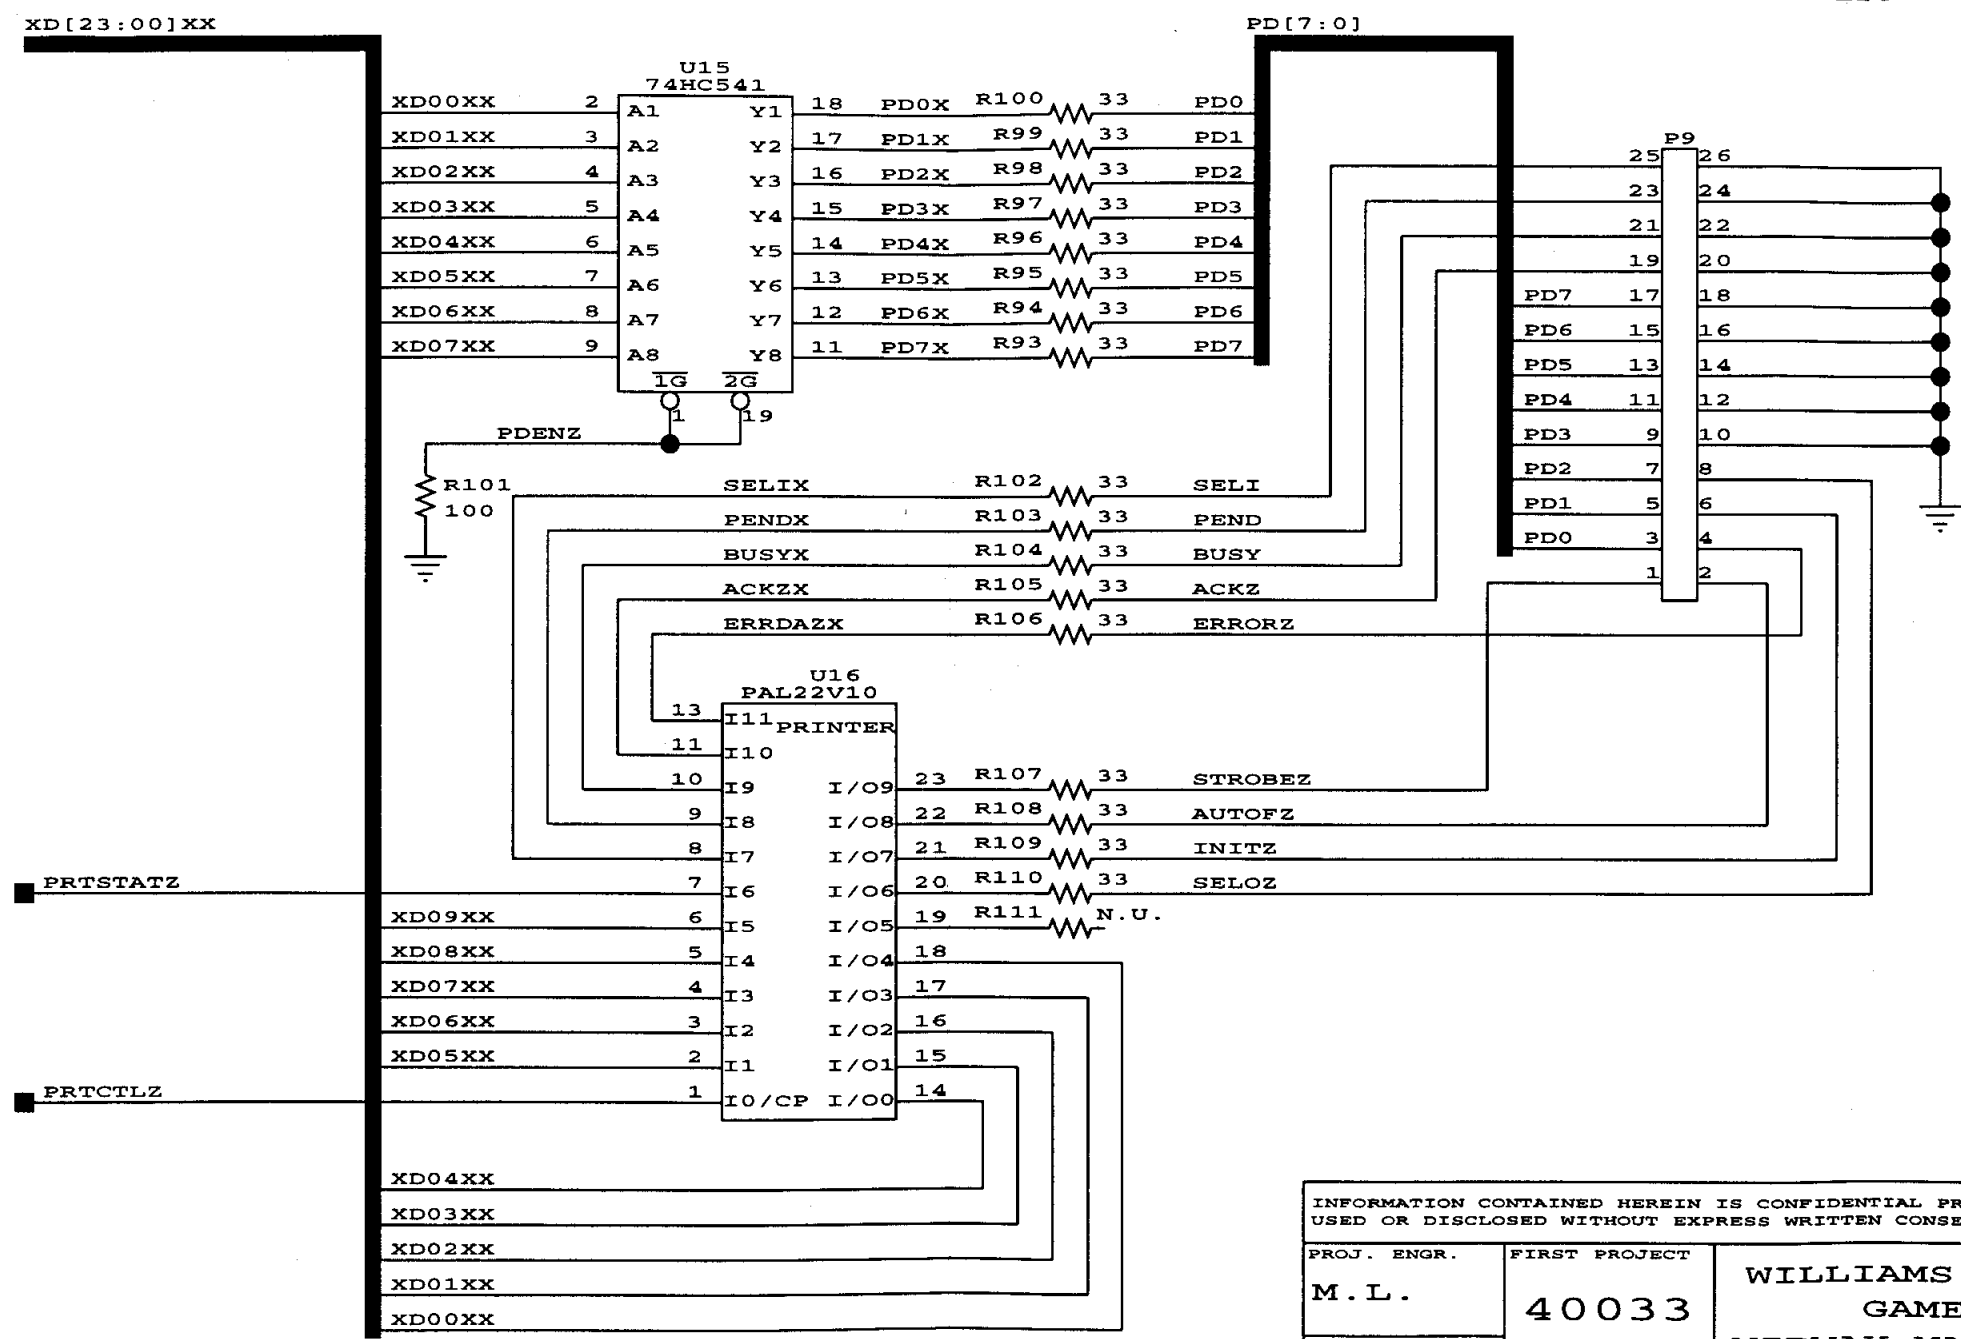 XD[23:00]XX
PD[7:0]
U15
74HC541
XD00XX 2 A1 Y1 18 PD0X R100 33 PD0
XD01XX 3 A2 Y2 17 PD1X R99 33 PD1
XD02XX 4 A3 Y3 16 PD2X R98 33 PD2
XD03XX 5 A4 Y4 15 PD3X R97 33 PD3
XD04XX 6 A5 Y5 14 PD4X R96 33 PD4
XD05XX 7 A6 Y6 13 PD5X R95 33 PD5
XD06XX 8 A7 Y7 12 PD6X R94 33 PD6
XD07XX 9 A8 Y8 11 PD7X R93 33 PD7
1G 2G
1 19
PDENZ
R101
100
P9
25 26
23 24
21 22
19 20
PD7 17 18
PD6 15 16
PD5 13 14
PD4 11 12
PD3 9 10
PD2 7 8
PD1 5 6
PD0 3 4
1 2
SELIX R102 33 SELI
PENDX R103 33 PEND
BUSYX R104 33 BUSY
ACKZX R105 33 ACKZ
ERRDAZX R106 33 ERRORZ
U16
PAL22V10
13 I11 PRINTER
11 I10
10 I9 I/O9 23 R107 33 STROBEZ
9 I8 I/O8 22 R108 33 AUTOFZ
8 I7 I/O7 21 R109 33 INITZ
PRTSTATZ 7 I6 I/O6 20 R110 33 SELOZ
XD09XX 6 I5 I/O5 19 R111 N.U.
XD08XX 5 I4 I/O4 18
XD07XX 4 I3 I/O3 17
XD06XX 3 I2 I/O2 16
XD05XX 2 I1 I/O1 15
PRTCTLZ 1 I0/CP I/O0 14
XD04XX
XD03XX
XD02XX
XD01XX
XD00XX
INFORMATION CONTAINED HEREIN IS CONFIDENTIAL PR
USED OR DISCLOSED WITHOUT EXPRESS WRITTEN CONSE
PROJ. ENGR.
M.L.
FIRST PROJECT
40033
WILLIAMS
GAME